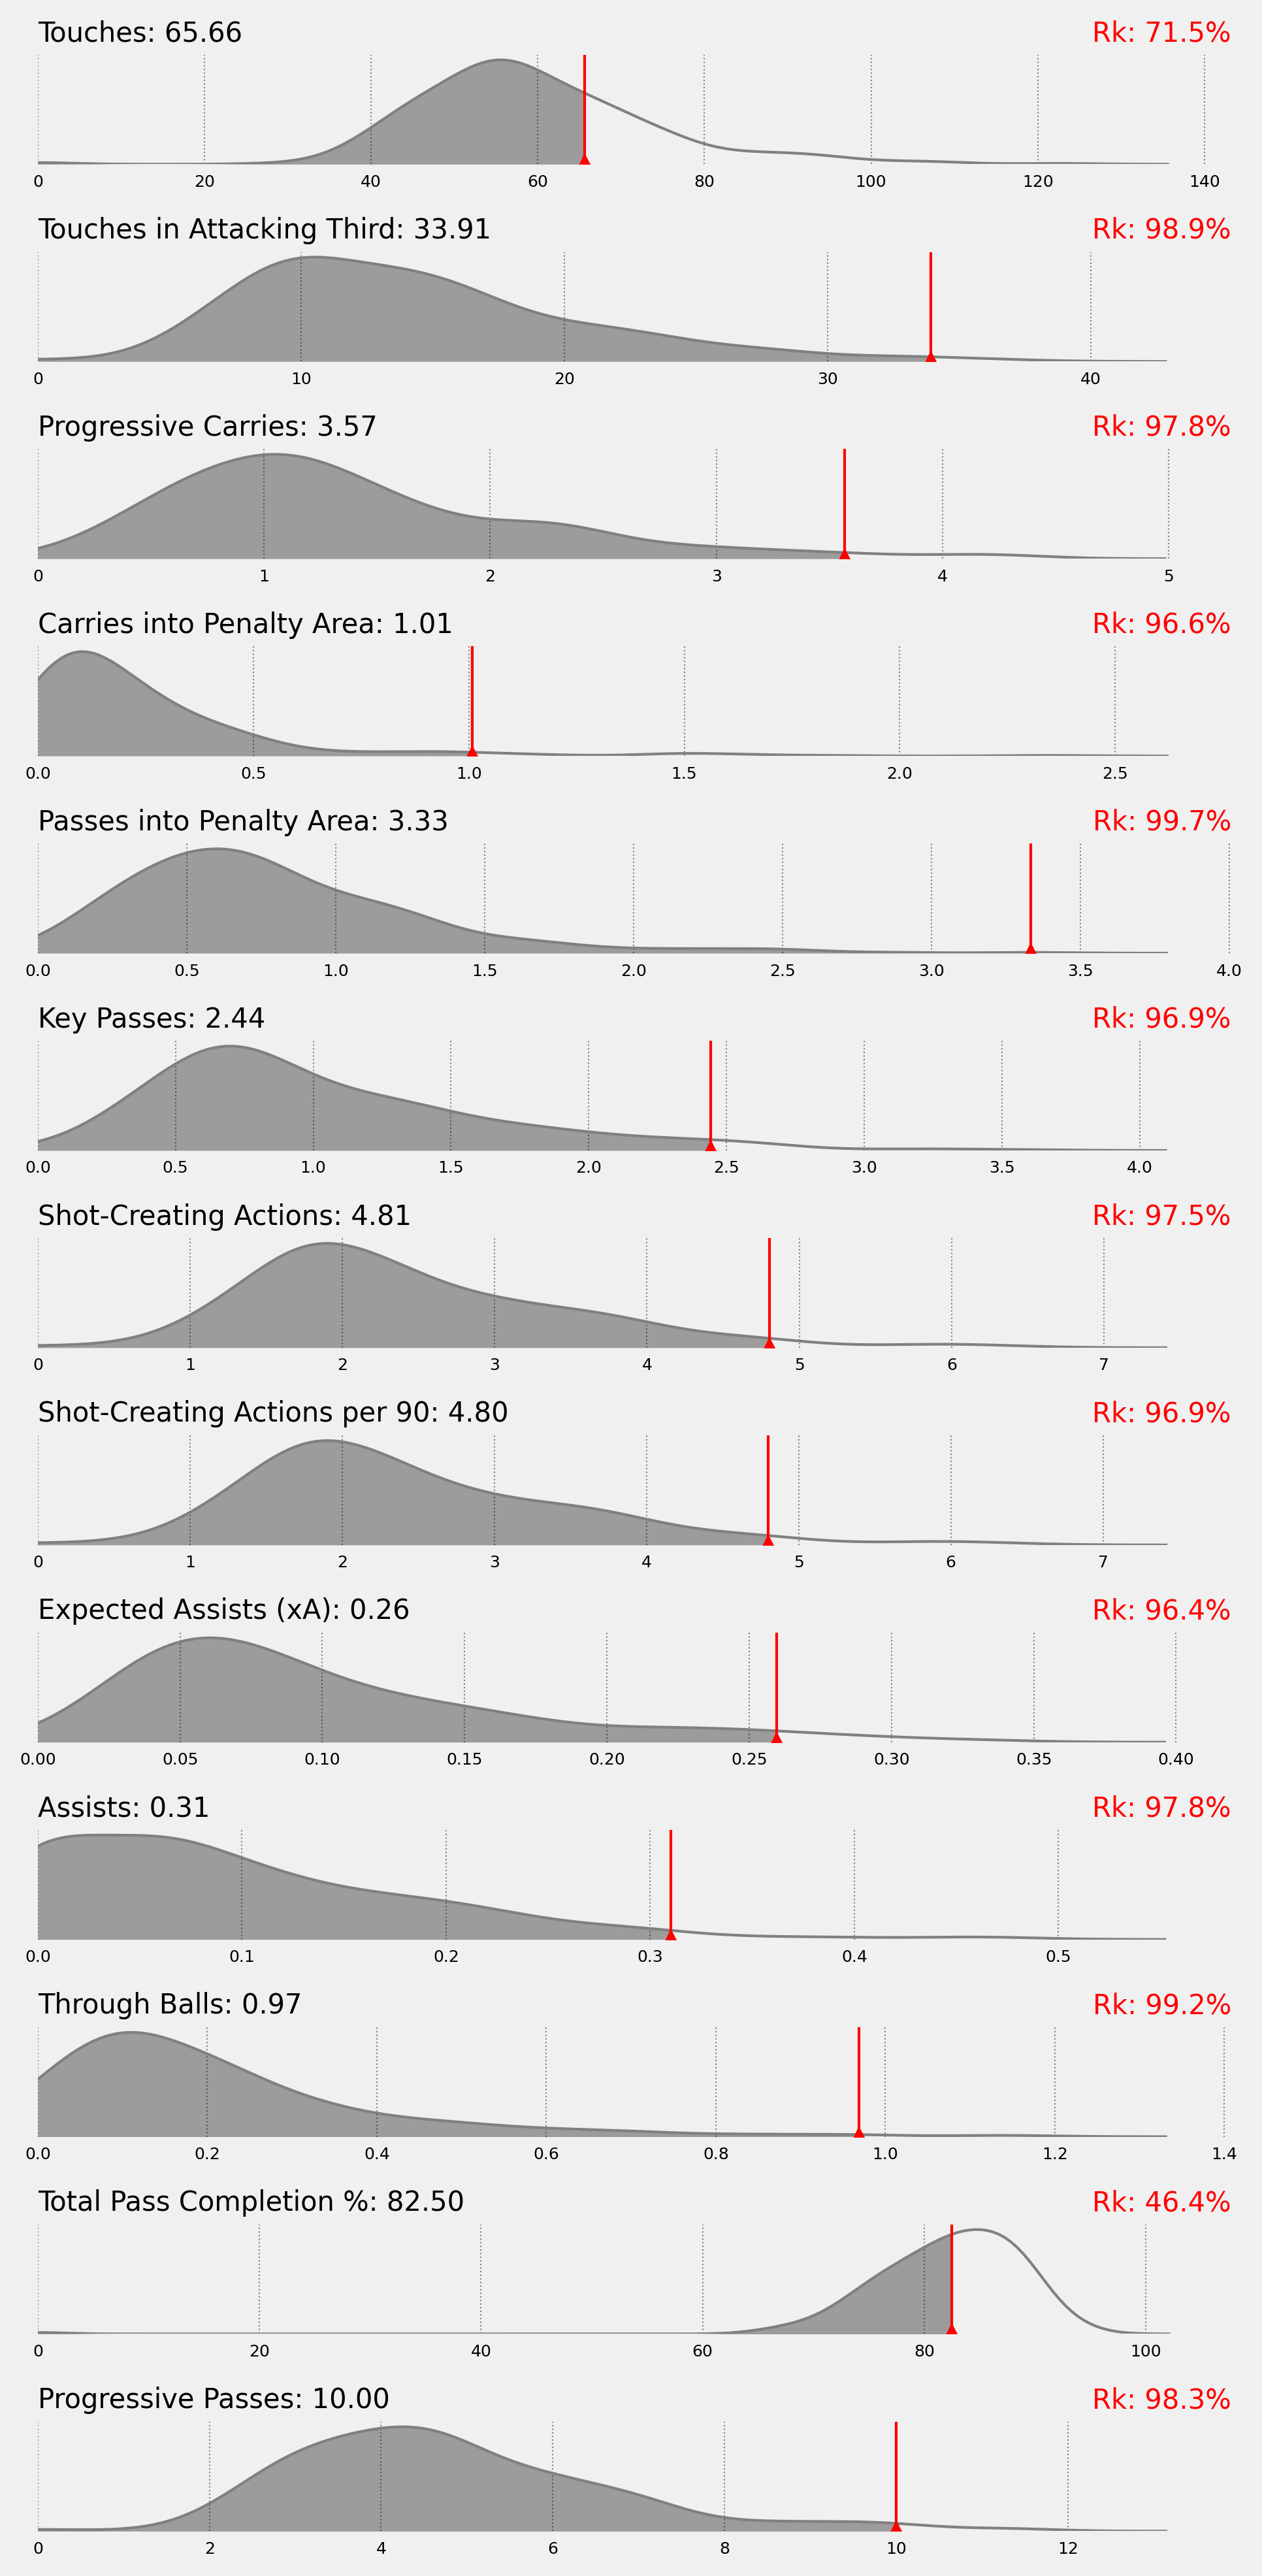 Touches: 65.66 Rk: 71.5%
0 20 40 60 80 100 120 140
Touches in Attacking Third: 33.91 Rk: 98.9%
0 10 20 30 40
Progressive Carries: 3.57 Rk: 97.8%
0 1 2 3 4 5
Carries into Penalty Area: 1.01 Rk: 96.6%
0.0 0.5 1.0 1.5 2.0 2.5
Passes into Penalty Area: 3.33 Rk: 99.7%
0.0 0.5 1.0 1.5 2.0 2.5 3.0 3.5 4.0
Key Passes: 2.44 Rk: 96.9%
0.0 0.5 1.0 1.5 2.0 2.5 3.0 3.5 4.0
Shot-Creating Actions: 4.81 Rk: 97.5%
0 1 2 3 4 5 6 7
Shot-Creating Actions per 90: 4.80 Rk: 96.9%
0 1 2 3 4 5 6 7
Expected Assists (xA): 0.26 Rk: 96.4%
0.00 0.05 0.10 0.15 0.20 0.25 0.30 0.35 0.40
Assists: 0.31 Rk: 97.8%
0.0 0.1 0.2 0.3 0.4 0.5
Through Balls: 0.97 Rk: 99.2%
0.0 0.2 0.4 0.6 0.8 1.0 1.2 1.4
Total Pass Completion %: 82.50 Rk: 46.4%
0 20 40 60 80 100
Progressive Passes: 10.00 Rk: 98.3%
0 2 4 6 8 10 12